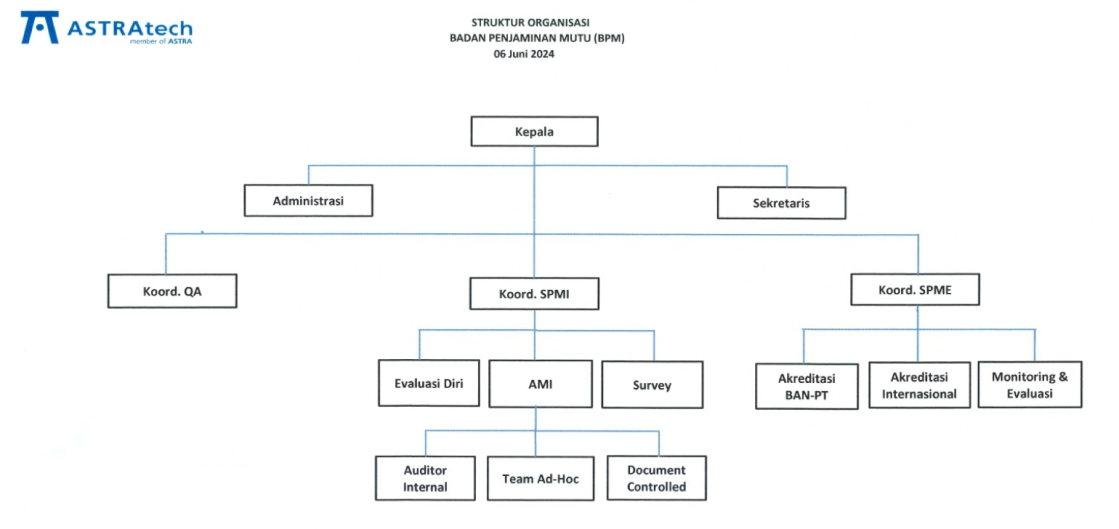 ASTRAtech
member of ASTRA
STRUKTUR ORGANISASI
BADAN PENJAMINAN MUTU (BPM)
06 Juni 2024
Kepala
Administrasi
Sekretaris
Koord. QA
Koord. SPMI
Koord. SPME
Evaluasi Diri
AMI
Survey
Akreditasi
BAN-PT
Akreditasi
Internasional
Monitoring &
Evaluasi
Auditor
Internal
Team Ad-Hoc
Document
Controlled